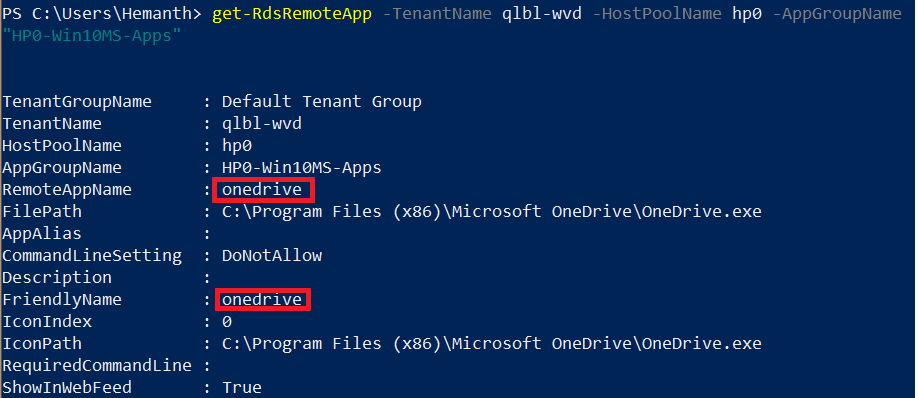 PS C:\Users\Hemanth> get-RdsRemoteApp -TenantName qlbl-wvd -HostPoolName hp0 -AppGroupName
"HP0-Win10MS-Apps"
TenantGroupName : Default Tenant Group
TenantName : qlbl-wvd
HostPoolName : hp0
AppGroupName : HP0-Win10MS-Apps
RemoteAppName : onedrive
FilePath : C:\Program Files (x86)\Microsoft OneDrive\OneDrive.exe
AppAlias :
CommandLineSetting : DoNotAllow
Description :
FriendlyName : onedrive
IconIndex : 0
IconPath : C:\Program Files (x86)\Microsoft OneDrive\OneDrive.exe
RequiredCommandLine :
ShowInWebFeed : True